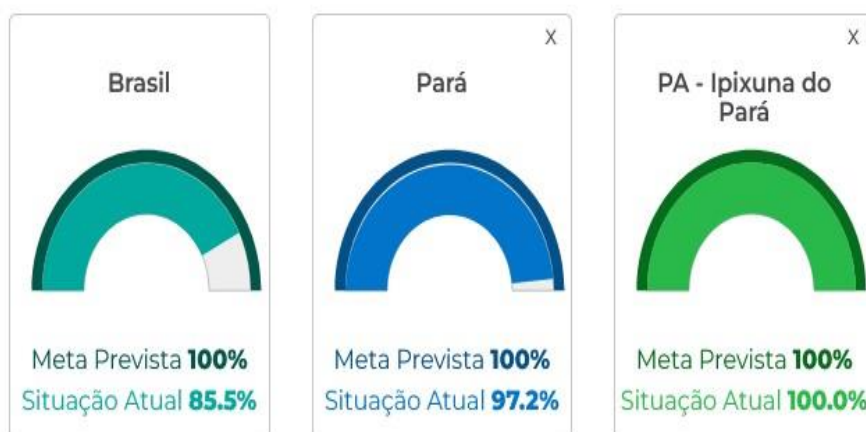 Brasil
Meta Prevista 100%
Situação Atual 85.5%
X
Pará
Meta Prevista 100%
Situação Atual 97.2%
X
PA - Ipixuna do
Pará
Meta Prevista 100%
Situação Atual 100.0%